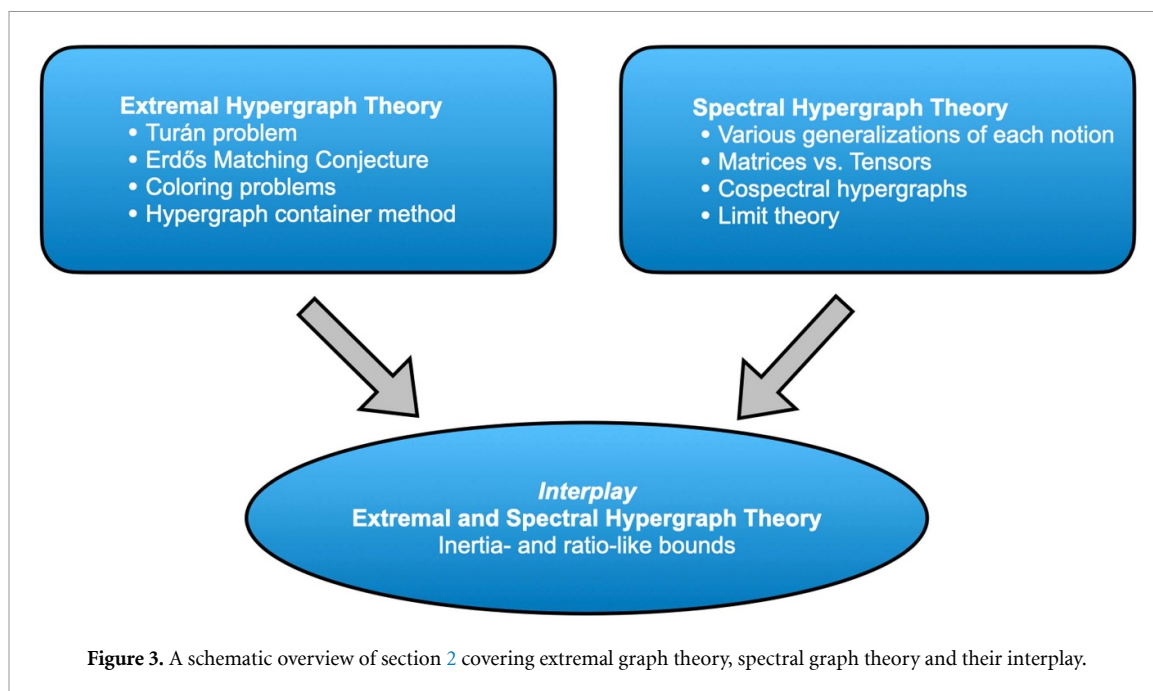 Extremal Hypergraph Theory
• Turán problem
• Erdős Matching Conjecture
• Coloring problems
• Hypergraph container method
Spectral Hypergraph Theory
• Various generalizations of each notion
• Matrices vs. Tensors
• Cospectral hypergraphs
• Limit theory
Interplay
Extremal and Spectral Hypergraph Theory
Inertia- and ratio-like bounds
Figure 3. A schematic overview of section 2 covering extremal graph theory, spectral graph theory and their interplay.